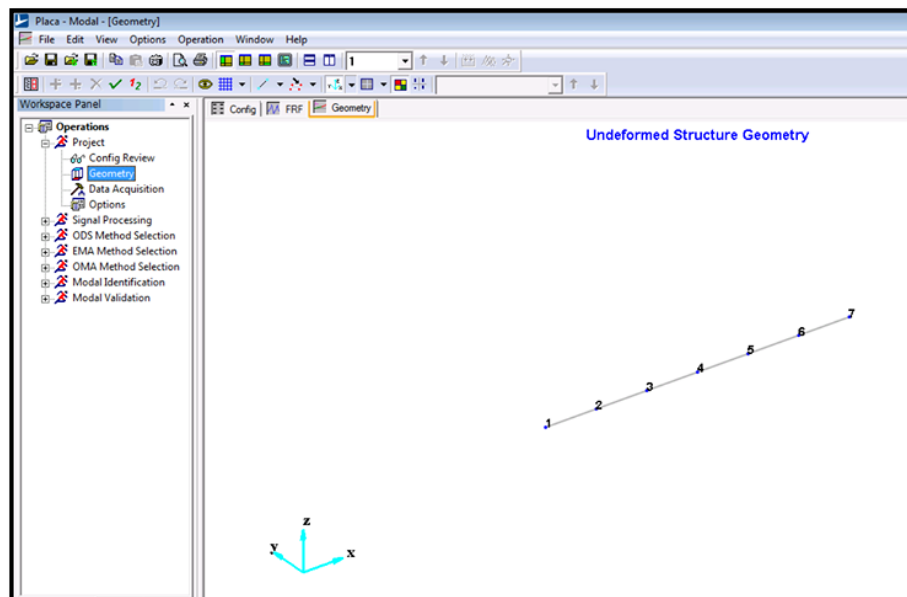 Placa - Modal - [Geometry]
File Edit View Options Operation Window Help
1
1 2
Workspace Panel
Config FRF Geometry
Operations
Project
Config Review
Geometry
Data Acquisition
Options
Signal Processing
ODS Method Selection
EMA Method Selection
OMA Method Selection
Modal Identification
Modal Validation
Undeformed Structure Geometry
7
6
5
4
3
2
1
z
y
x